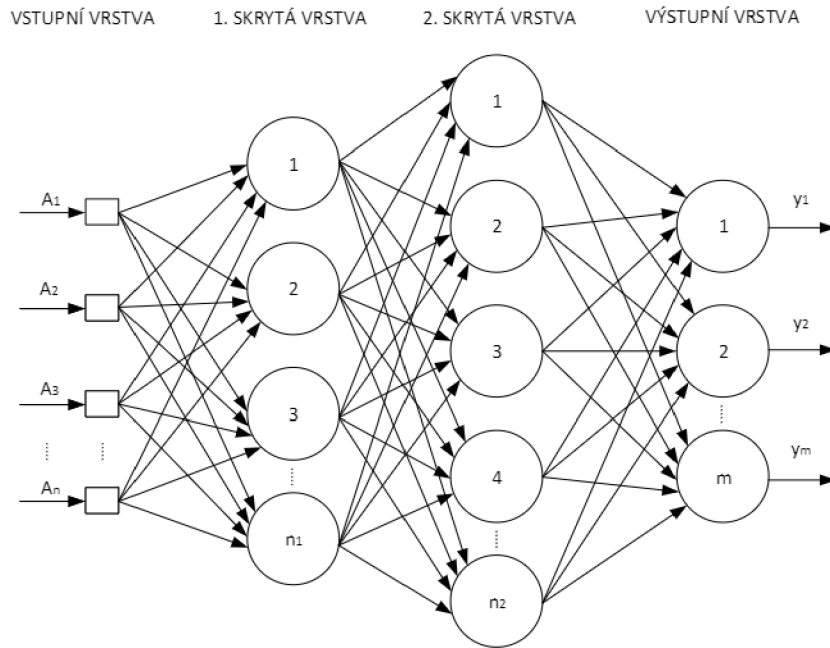 VSTUPNÍ VRSTVA
1. SKRYTÁ VRSTVA
2. SKRYTÁ VRSTVA
VÝSTUPNÍ VRSTVA
A1
A2
A3
An
1
2
3
n1
1
2
3
4
n2
1
2
m
y1
y2
ym